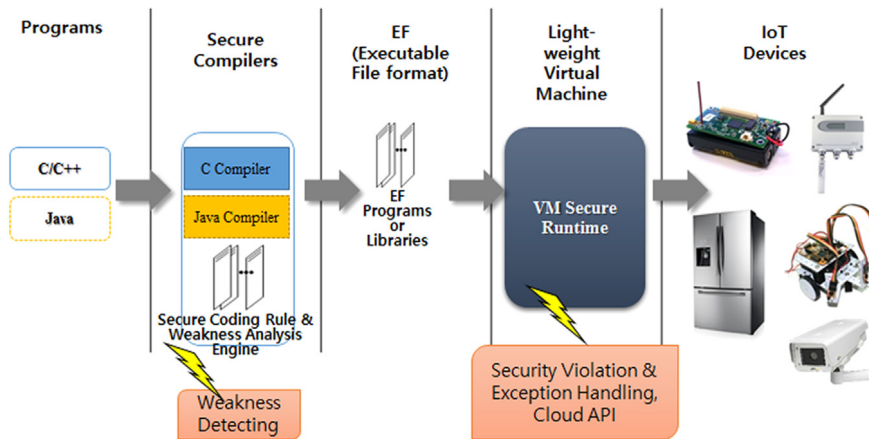 Programs
Secure
Compilers
EF
(Executable
File format)
Light-
weight
Virtual
Machine
IoT
Devices
C/C++
Java
C Compiler
Java Compiler
Secure Coding Rule &
Weakness Analysis
Engine
EF
Programs
or
Libraries
VM Secure
Runtime
Weakness
Detecting
Security Violation &
Exception Handling,
Cloud API